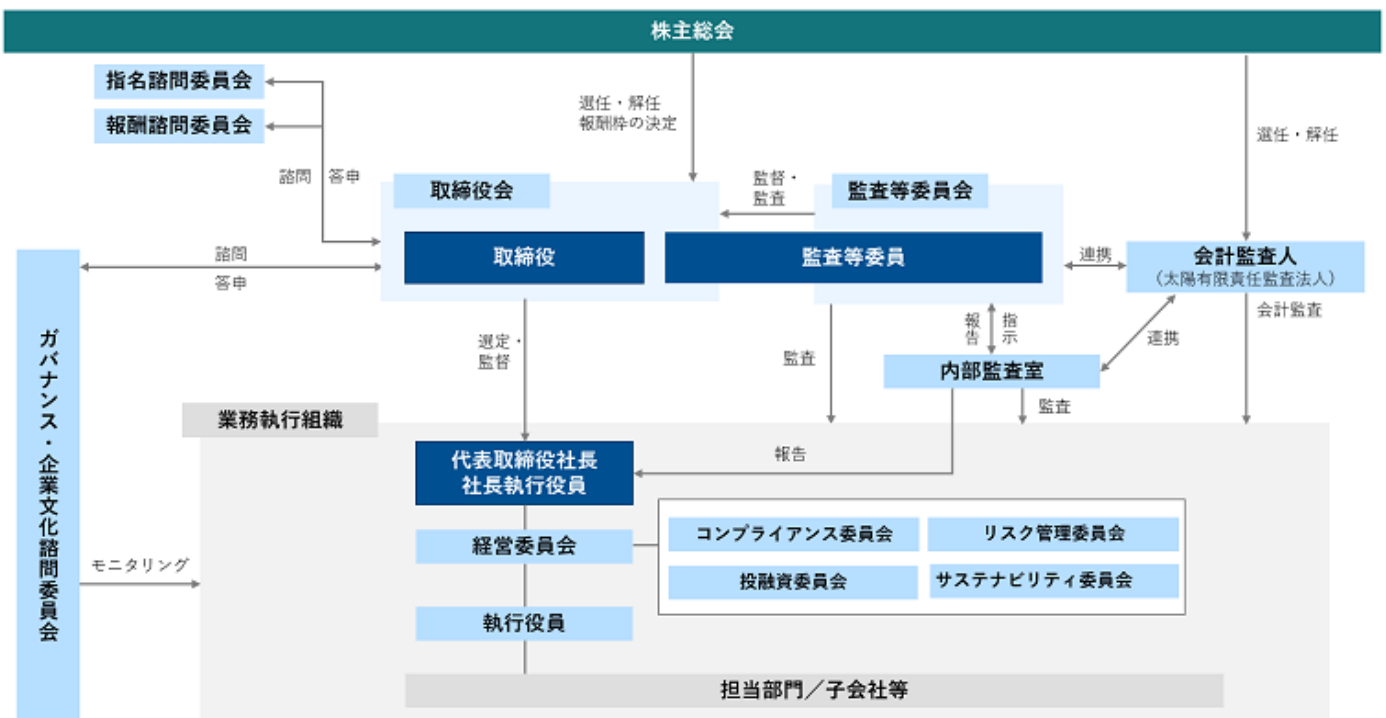 株主総会
指名諮問委員会
報酬諮問委員会
諮問
答申
選任・解任
報酬枠の決定
選任・解任
取締役会
監督・
監査
監査等委員会
取締役
監査等委員
連携
会計監査人
（太陽有限責任監査法人）
諮問
答申
ガバナンス・企業文化諮問委員会
選定・
監督
監査
報告
指示
連携
会計監査
内部監査室
監査
業務執行組織
代表取締役社長
社長執行役員
報告
経営委員会
コンプライアンス委員会
リスク管理委員会
投融資委員会
サステナビリティ委員会
モニタリング
執行役員
担当部門／子会社等